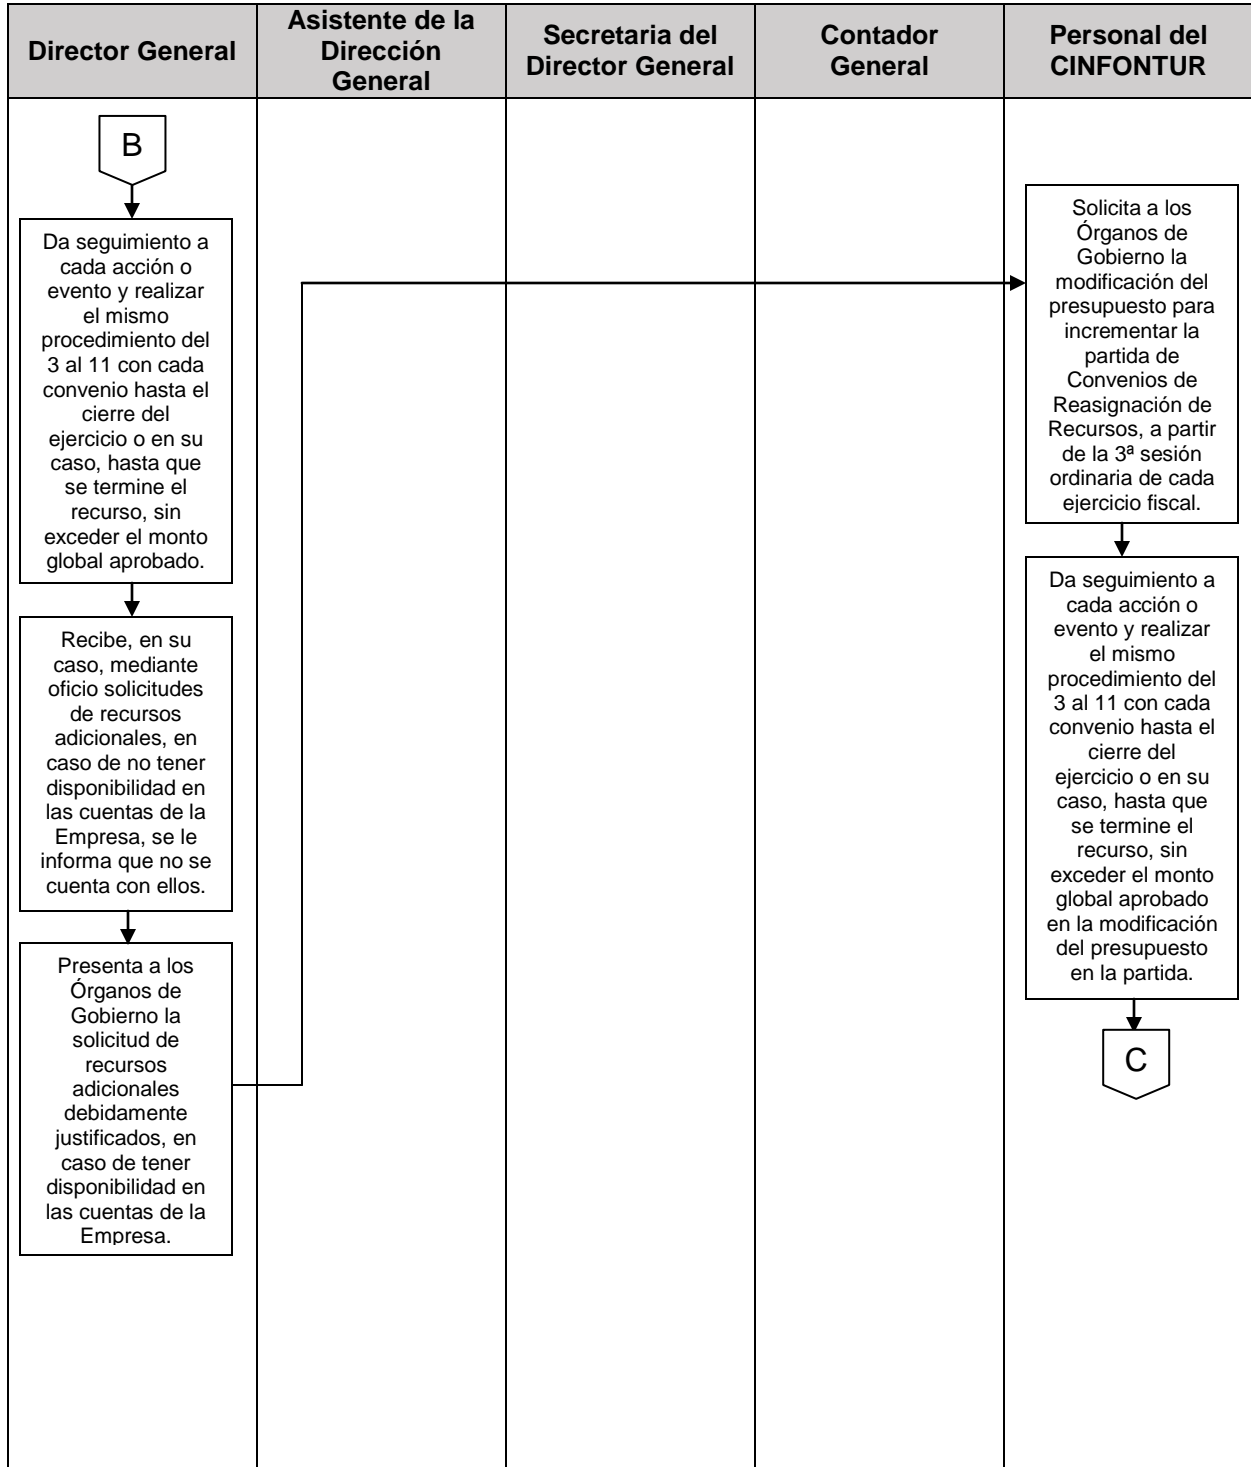 Director General
Asistente de la
Dirección
General
Secretaria del
Director General
Contador
General
Personal del
CINFONTUR
B
Da seguimiento a
cada acción o
evento y realizar
el mismo
procedimiento del
3 al 11 con cada
convenio hasta el
cierre del
ejercicio o en su
caso, hasta que
se termine el
recurso, sin
exceder el monto
global aprobado.
Recibe, en su
caso, mediante
oficio solicitudes
de recursos
adicionales, en
caso de no tener
disponibilidad en
las cuentas de la
Empresa, se le
informa que no se
cuenta con ellos.
Presenta a los
Órganos de
Gobierno la
solicitud de
recursos
adicionales
debidamente
justificados, en
caso de tener
disponibilidad en
las cuentas de la
Empresa.
Solicita a los
Órganos de
Gobierno la
modificación del
presupuesto para
incrementar la
partida de
Convenios de
Reasignación de
Recursos, a partir
de la 3ª sesión
ordinaria de cada
ejercicio fiscal.
Da seguimiento a
cada acción o
evento y realizar
el mismo
procedimiento del
3 al 11 con cada
convenio hasta el
cierre del
ejercicio o en su
caso, hasta que
se termine el
recurso, sin
exceder el monto
global aprobado
en la modificación
del presupuesto
en la partida.
C